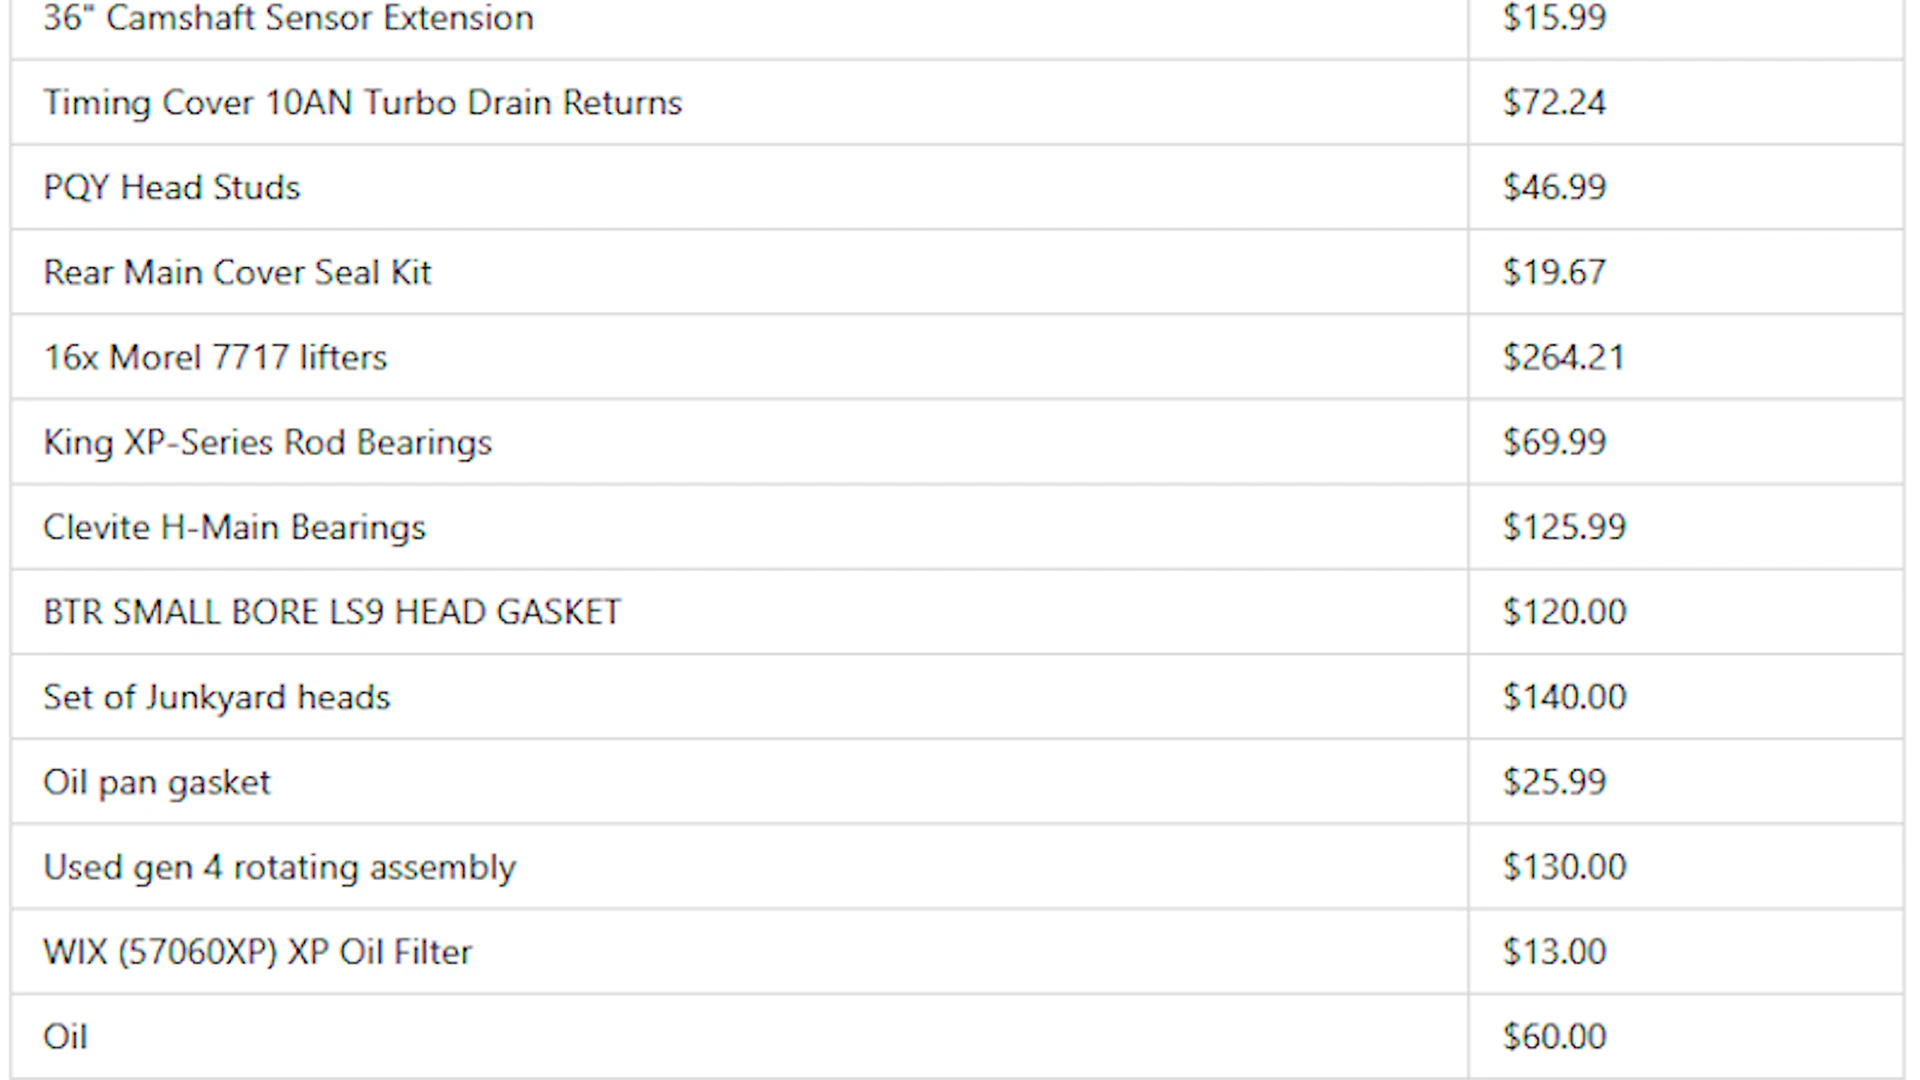 36" Camshaft Sensor Extension $15.99
Timing Cover 10AN Turbo Drain Returns $72.24
PQY Head Studs $46.99
Rear Main Cover Seal Kit $19.67
16x Morel 7717 lifters $264.21
King XP-Series Rod Bearings $69.99
Clevite H-Main Bearings $125.99
BTR SMALL BORE LS9 HEAD GASKET $120.00
Set of Junkyard heads $140.00
Oil pan gasket $25.99
Used gen 4 rotating assembly $130.00
WIX (57060XP) XP Oil Filter $13.00
Oil $60.00